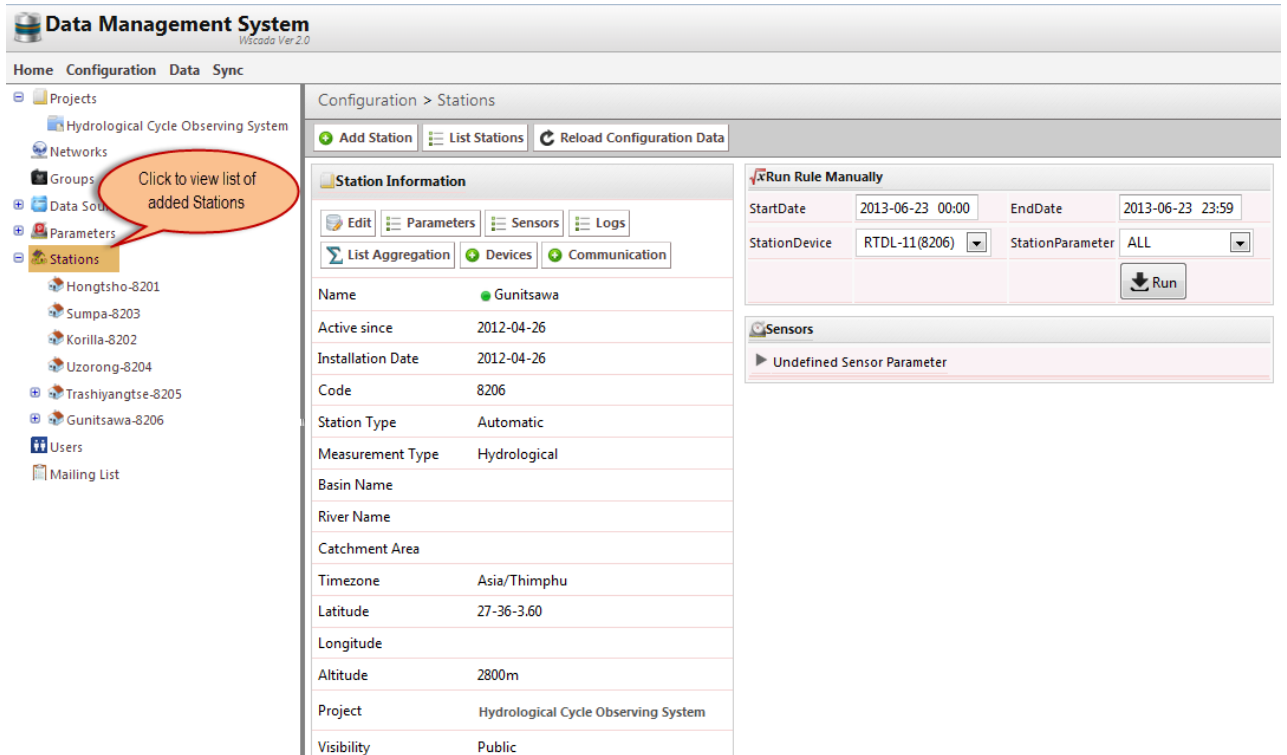 Data Management System
Wscada Ver 2.0
Home Configuration Data Sync
Projects
Hydrological Cycle Observing System
Networks
Groups
Click to view list of
added Stations
Data
Parameters
Stations
Hongtsho-8201
Sumpa-8203
Korilla-8202
Uzorong-8204
Trashiyangtse-8205
Gunitsawa-8206
Users
Mailing List
Configuration > Stations
Add Station List Stations Reload Configuration Data
Station Information
Edit Parameters Sensors Logs
List Aggregation Devices Communication
Name Gunitsawa
Active since 2012-04-26
Installation Date 2012-04-26
Code 8206
Station Type Automatic
Measurement Type Hydrological
Basin Name
River Name
Catchment Area
Timezone Asia/Thimphu
Latitude 27-36-3.60
Longitude
Altitude 2800m
Project Hydrological Cycle Observing System
Visibility Public
Run Rule Manually
StartDate 2013-06-23 00:00 EndDate 2013-06-23 23:59
StationDevice RTDL-11(8206) StationParameter ALL
Run
Sensors
Undefined Sensor Parameter